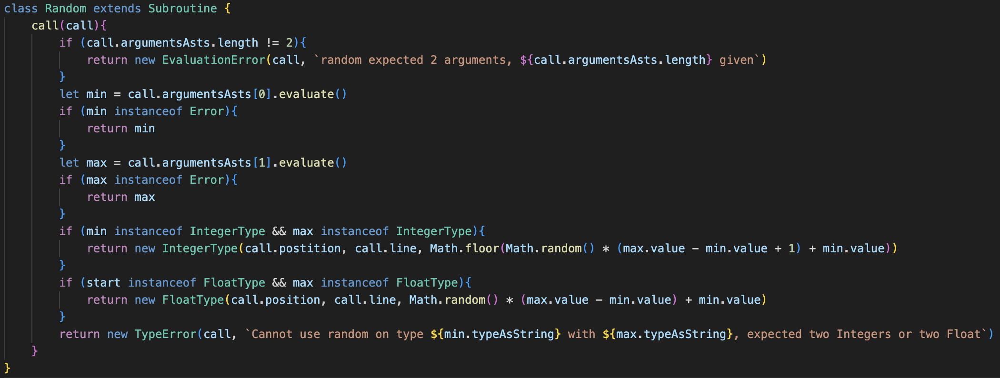 class Random extends Subroutine {
    call(call){
        if (call.argumentsAsts.length != 2){
            return new EvaluationError(call, `random expected 2 arguments, ${call.argumentsAsts.length} given`)
        }
        let min = call.argumentsAsts[0].evaluate()
        if (min instanceof Error){
            return min
        }
        let max = call.argumentsAsts[1].evaluate()
        if (max instanceof Error){
            return max
        }
        if (min instanceof IntegerType && max instanceof IntegerType){
            return new IntegerType(call.postition, call.line, Math.floor(Math.random() * (max.value - min.value + 1) + min.value))
        }
        if (start instanceof FloatType && max instanceof FloatType){
            return new FloatType(call.position, call.line, Math.random() * (max.value - min.value) + min.value)
        }
        return new TypeError(call, `Cannot use random on type ${min.typeAsString} with ${max.typeAsString}, expected two Integers or two Float`)
    }
}